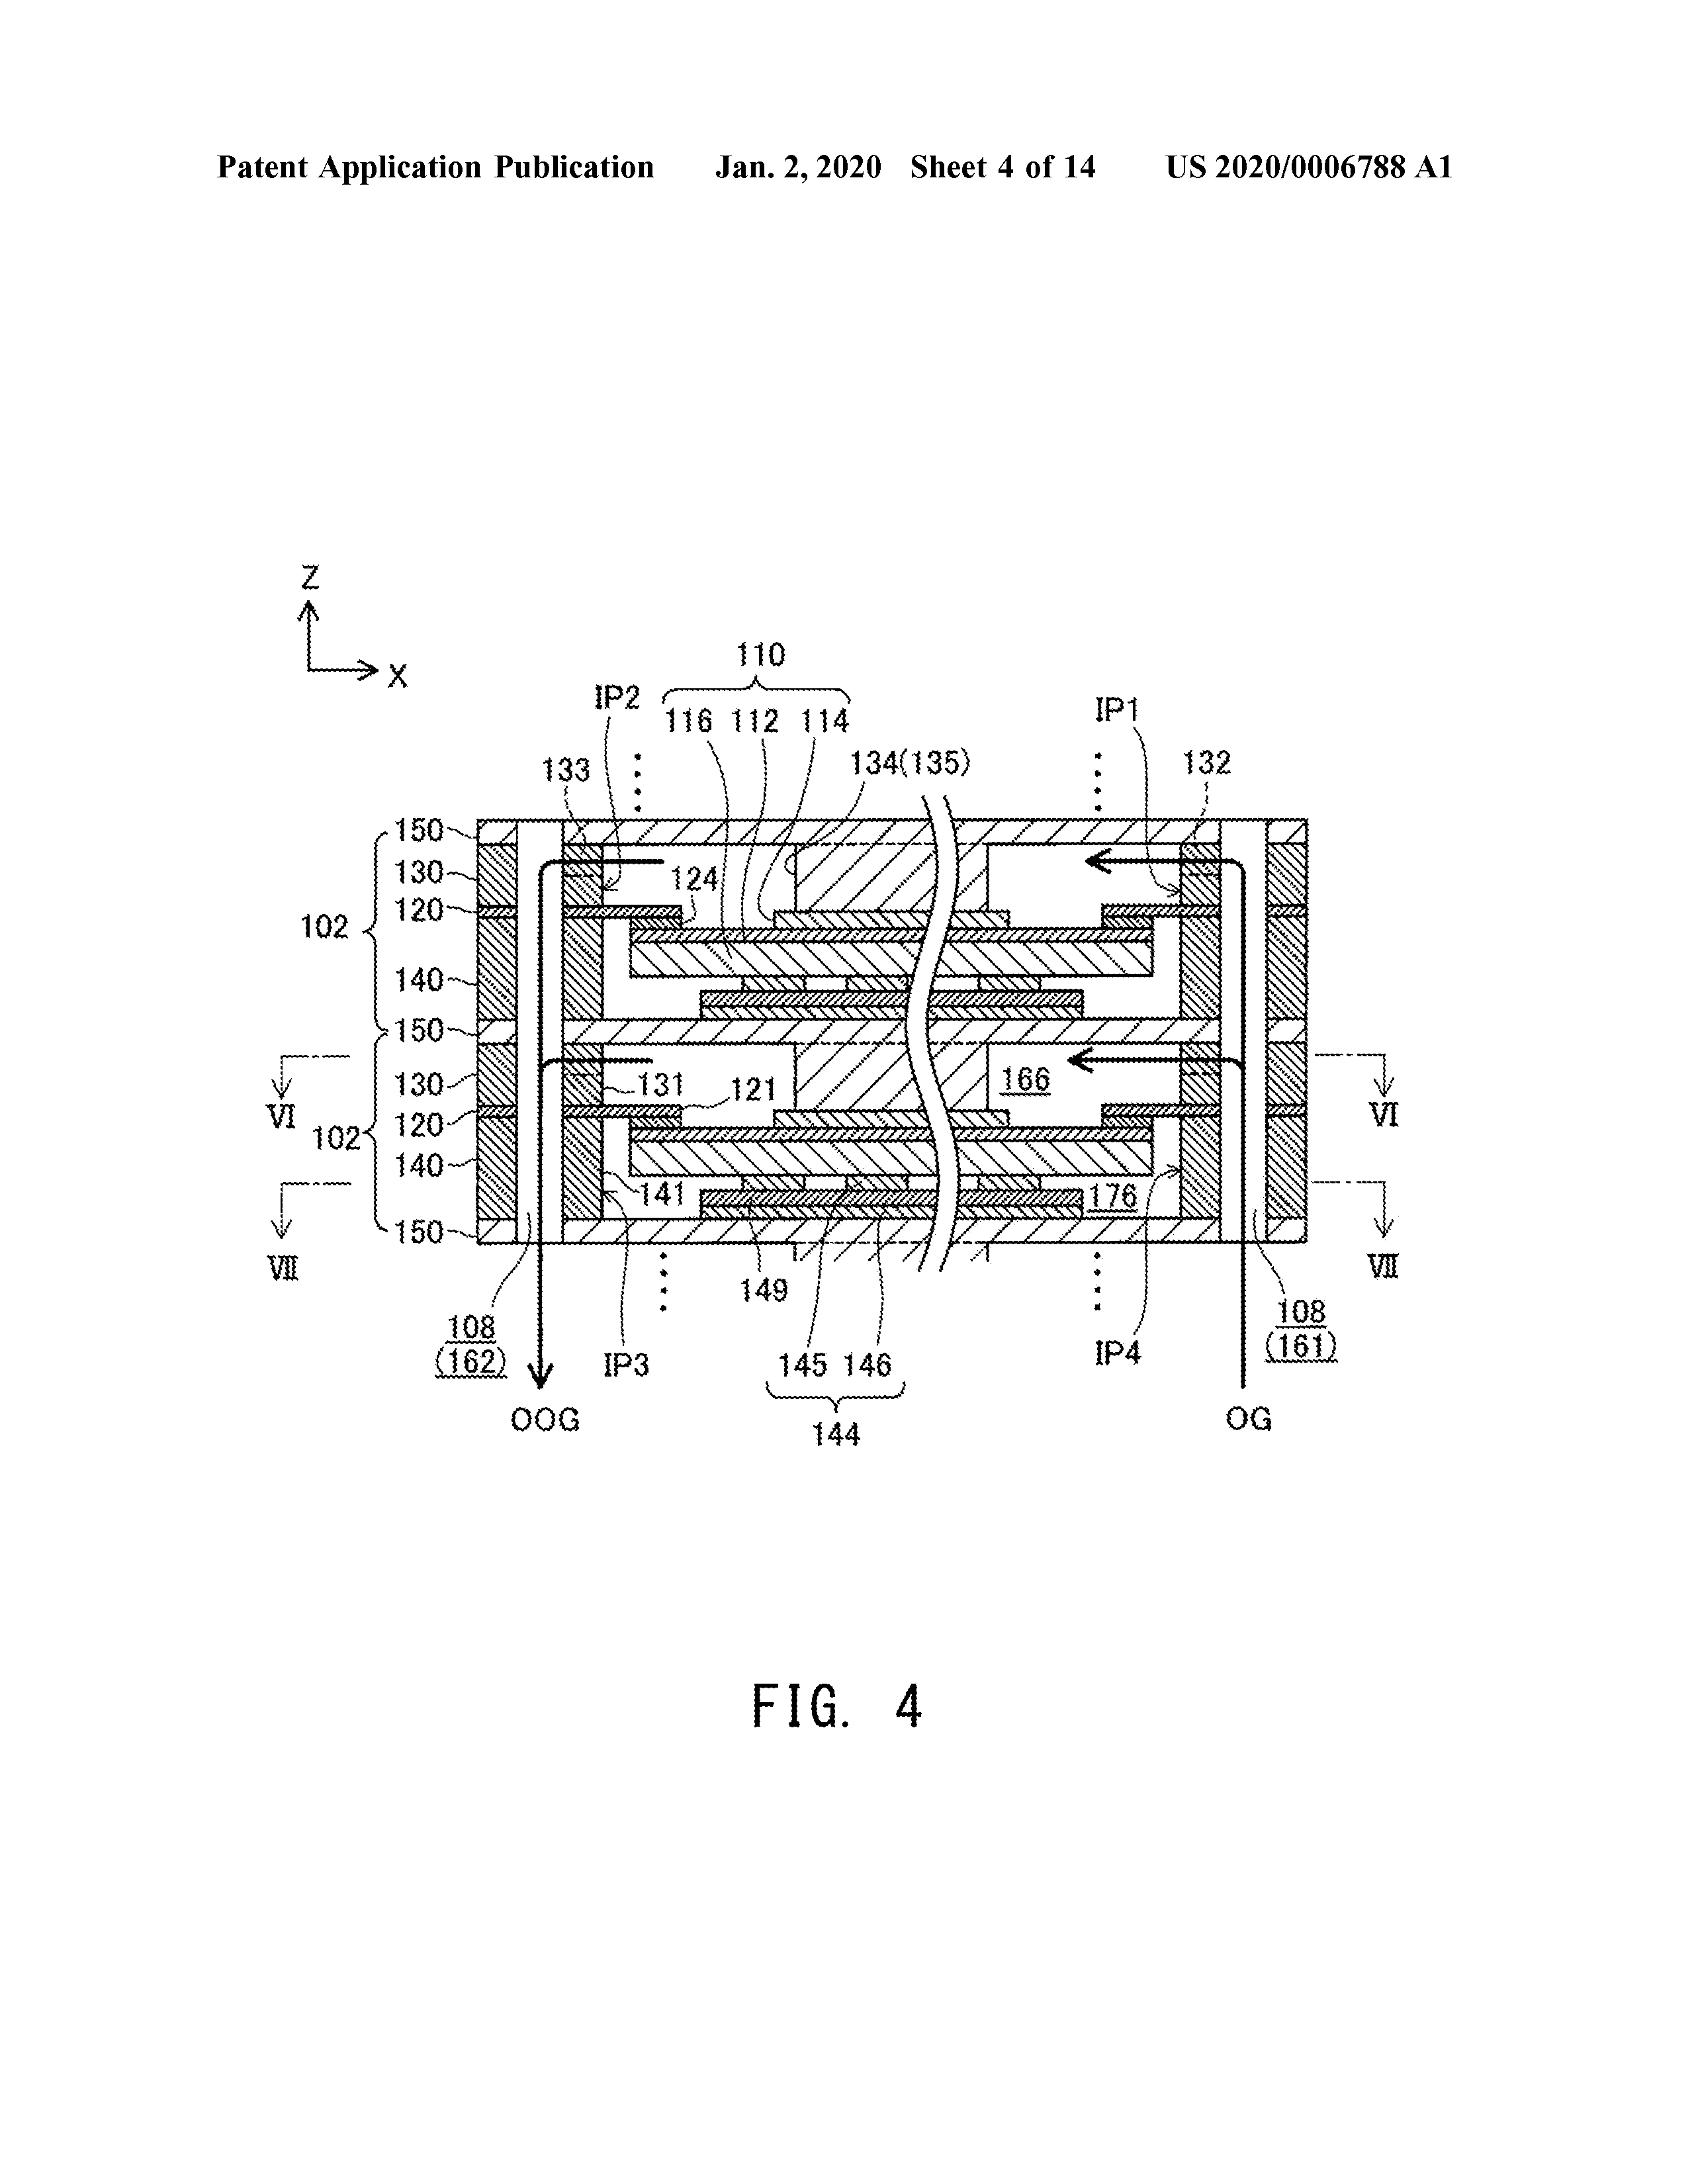 Patent Application Publication Jan. 2, 2020 Sheet 4 of 14 US 2020/0006788 A1
Z
X
110
IP2
116 112 114
IP1
133
134(135)
132
150
130
124
120
102
140
150
130
131
121
166
VI
VI
120
102
140
141
176
150
VII
VII
149
108
(162)
IP3
145 146
IP4
108
(161)
OOG
144
OG
FIG. 4